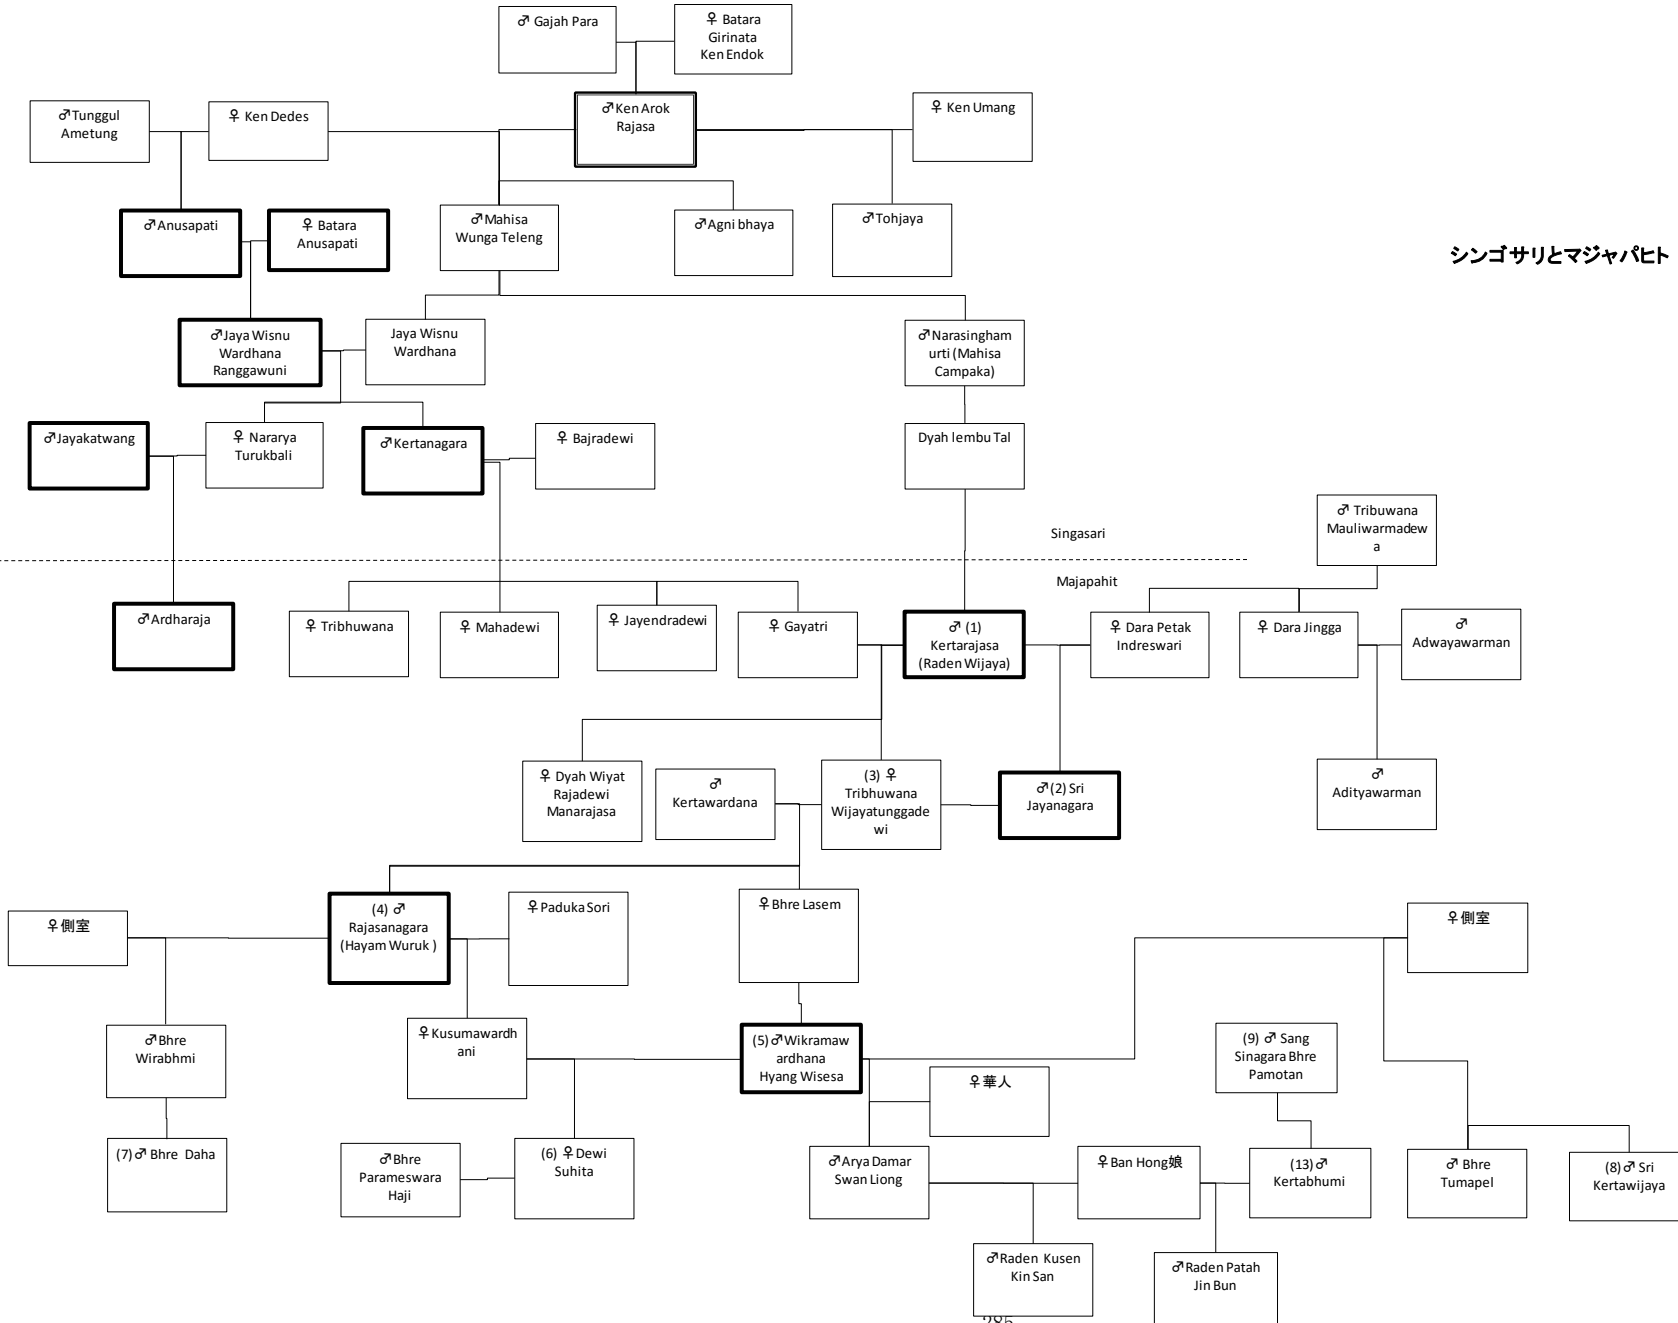 ♂ Gajah Para
♀ Batara
Girinata
Ken Endok
♂Tunggul
Ametung
♀ Ken Dedes
♂Ken Arok
Rajasa
♀ Ken Umang
♂Anusapati
♀ Batara
Anusapati
♂Mahisa
Wunga Teleng
♂Agni bhaya
♂Tohjaya
シンゴサリとマジャパヒト
♂Jaya Wisnu
Wardhana
Ranggawuni
Jaya Wisnu
Wardhana
♂Narasingham
urti (Mahisa
Campaka)
♂Jayakatwang
♀ Nararya
Turukbali
♂Kertanagara
♀ Bajradewi
Dyah lembu Tal
Singasari
♂ Tribuwana
Mauliwarmadew
a
Majapahit
♂Ardharaja
♀ Tribhuwana
♀ Mahadewi
♀ Jayendradewi
♀ Gayatri
♂ (1)
Kertarajasa
(Raden Wijaya)
♀ Dara Petak
Indreswari
♀ Dara Jingga
♂
Adwayawarman
♀ Dyah Wiyat
Rajadewi
Manarajasa
♂
Kertawardana
(3) ♀
Tribhuwana
Wijayatunggade
wi
♂(2) Sri
Jayanagara
♂
Adityawarman
♀側室
(4) ♂
Rajasanagara
(Hayam Wuruk )
♀Paduka Sori
♀Bhre Lasem
♀側室
♂Bhre
Wirabhmi
♀Kusumawardh
ani
(5)♂Wikramaw
ardhana
Hyang Wisesa
♀華人
(9) ♂ Sang
Sinagara Bhre
Pamotan
(7)♂ Bhre Daha
♂Bhre
Parameswara
Haji
(6) ♀Dewi
Suhita
♂Arya Damar
Swan Liong
♀Ban Hong娘
(13)♂
Kertabhumi
♂ Bhre
Tumapel
(8)♂ Sri
Kertawijaya
♂Raden Kusen
Kin San
♂Raden Patah
Jin Bun
285